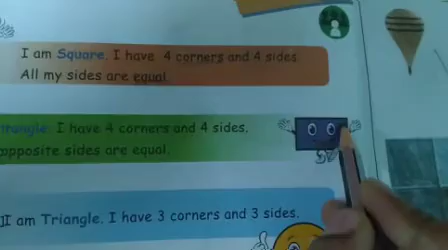 I am Square. I have 4 corners and 4 sides.
All my sides are equal.
I have 4 corners and 4 sides,
opposite sides are equal.
I am Triangle. I have 3 corners and 3 sides.